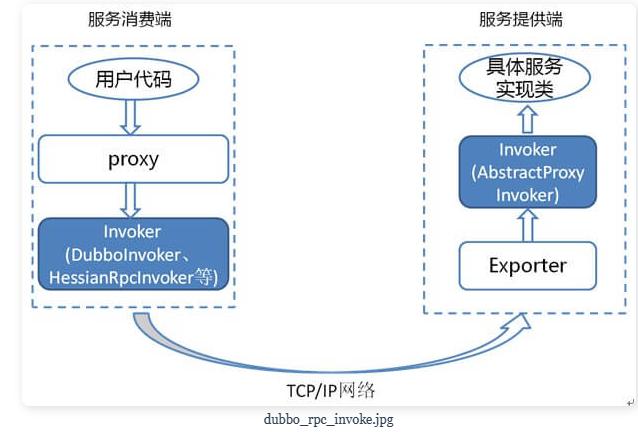 服务消费端
用户代码
proxy
Invoker
(DubboInvoker、
HessianRpcInvoker等)
服务提供端
具体服务
实现类
Invoker
(AbstractProxy
Invoker)
Exporter
TCP/IP网络
dubbo_rpc_invoke.jpg